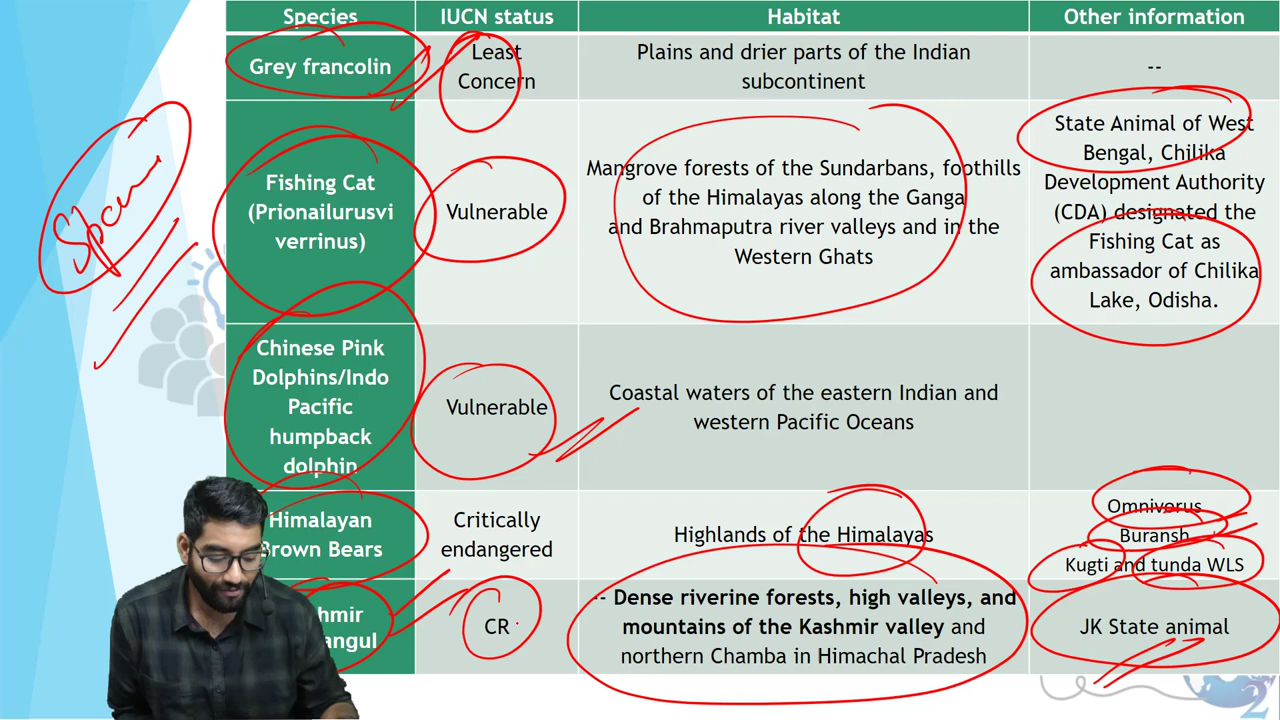 Species IUCN status Habitat Other information
Grey francolin
Least
Concern
Plains and drier parts of the Indian
subcontinent
--
Fishing Cat
(Prionailurusvi
verrinus)
Vulnerable
Mangrove forests of the Sundarbans, foothills
of the Himalayas along the Ganga
and Brahmaputra river valleys and in the
Western Ghats
State Animal of West
Bengal, Chilika
Development Authority
(CDA) designated the
Fishing Cat as
ambassador of Chilika
Lake, Odisha.
Chinese Pink
Dolphins/Indo
Pacific
humpback
dolphin
Vulnerable
Coastal waters of the eastern Indian and
western Pacific Oceans
Himalayan
Brown Bears
Critically
endangered
Highlands of the Himalayas
Omnivorus
Buransh
Kugti and tunda WLS
hmir
angul
CR
-- Dense riverine forests, high valleys, and
mountains of the Kashmir valley and
northern Chamba in Himachal Pradesh
JK State animal
2